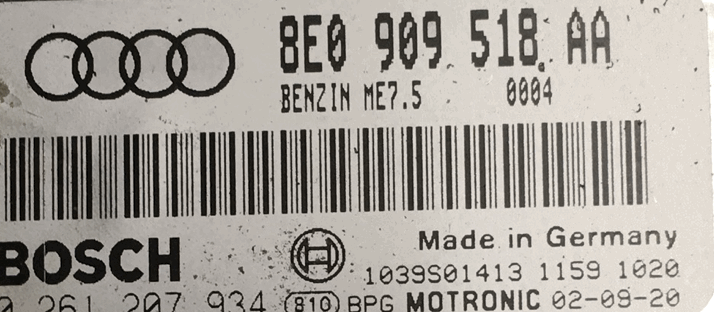 8E0 909 518 AA
BENZIN ME7.5 0004
BOSCH
Made in Germany
1039S01413 1159 1020
0 261 207 934 810 BPG MOTRONIC 02-09-20